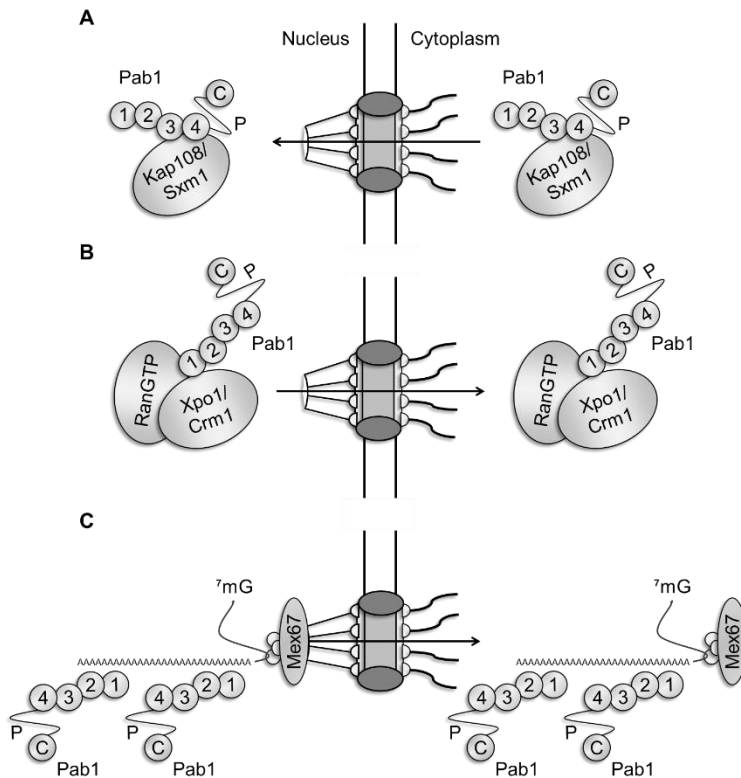 A
Nucleus Cytoplasm
Pab1
C
1 2 3 4
P
Kap108/
Sxm1
Pab1
C
1 2 3 4
P
Kap108/
Sxm1
B
C
P
4
3
2
1
Pab1
RanGTP
Xpo1/
Crm1
C
P
4
3
2
1
Pab1
RanGTP
Xpo1/
Crm1
C
⁷mG
Mex67
AAAAAAAAAAAAAAAAAAAAAAAAAAAA
4 3 2 1
P
C
Pab1
4 3 2 1
P
C
Pab1
⁷mG
Mex67
4 3 2 1
P
C
Pab1
4 3 2 1
P
C
Pab1